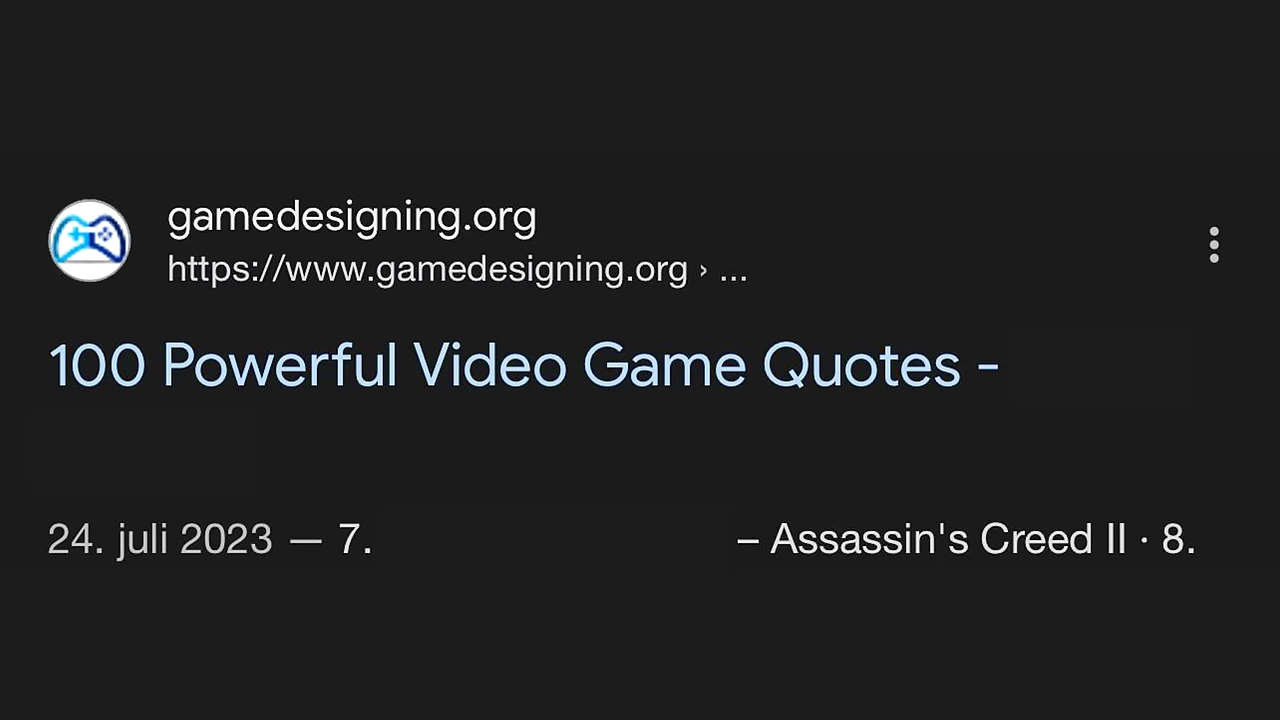 gamedesigning.org
https://www.gamedesigning.org › ...
100 Powerful Video Game Quotes -
24. juli 2023 — 7. – Assassin's Creed II · 8.